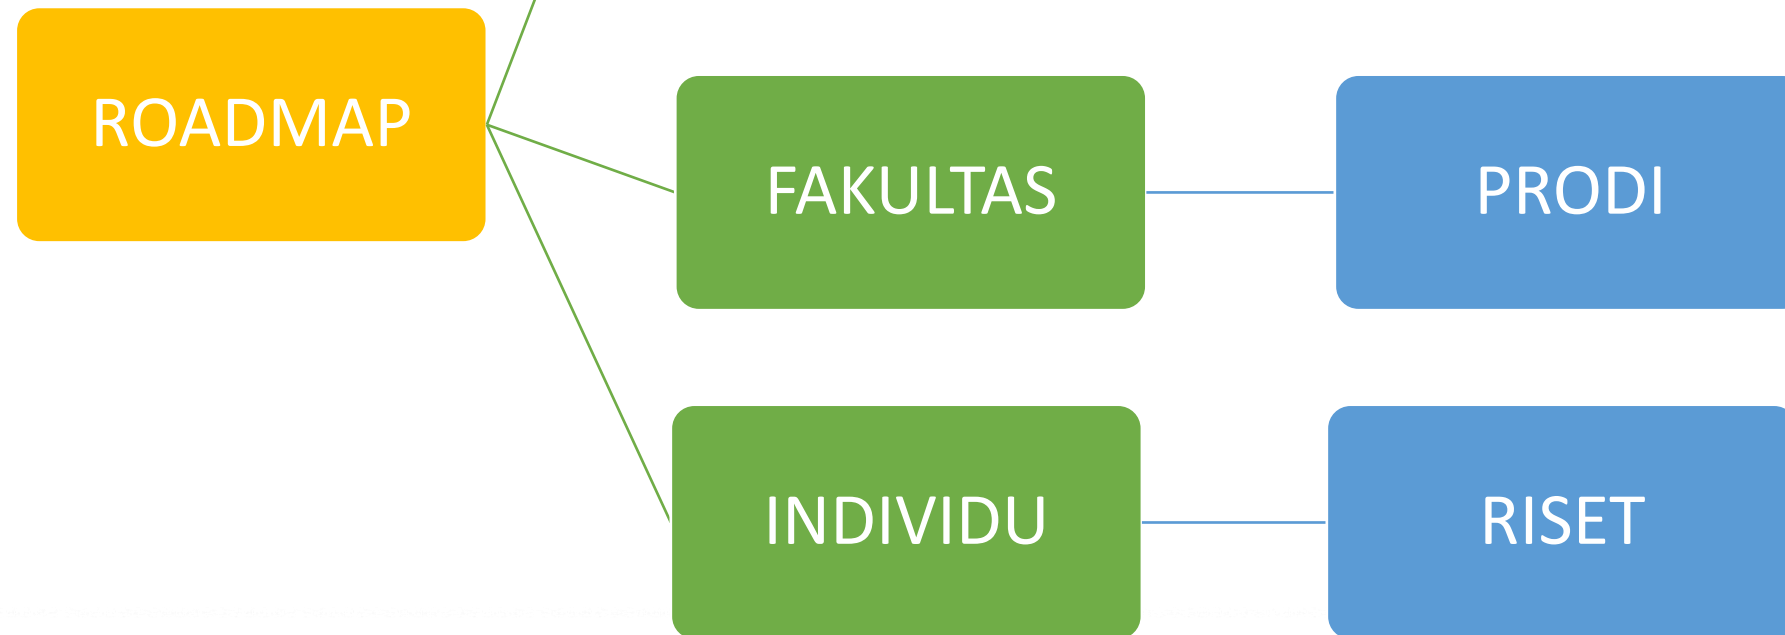 ROADMAP
FAKULTAS
PRODI
INDIVIDU
RISET